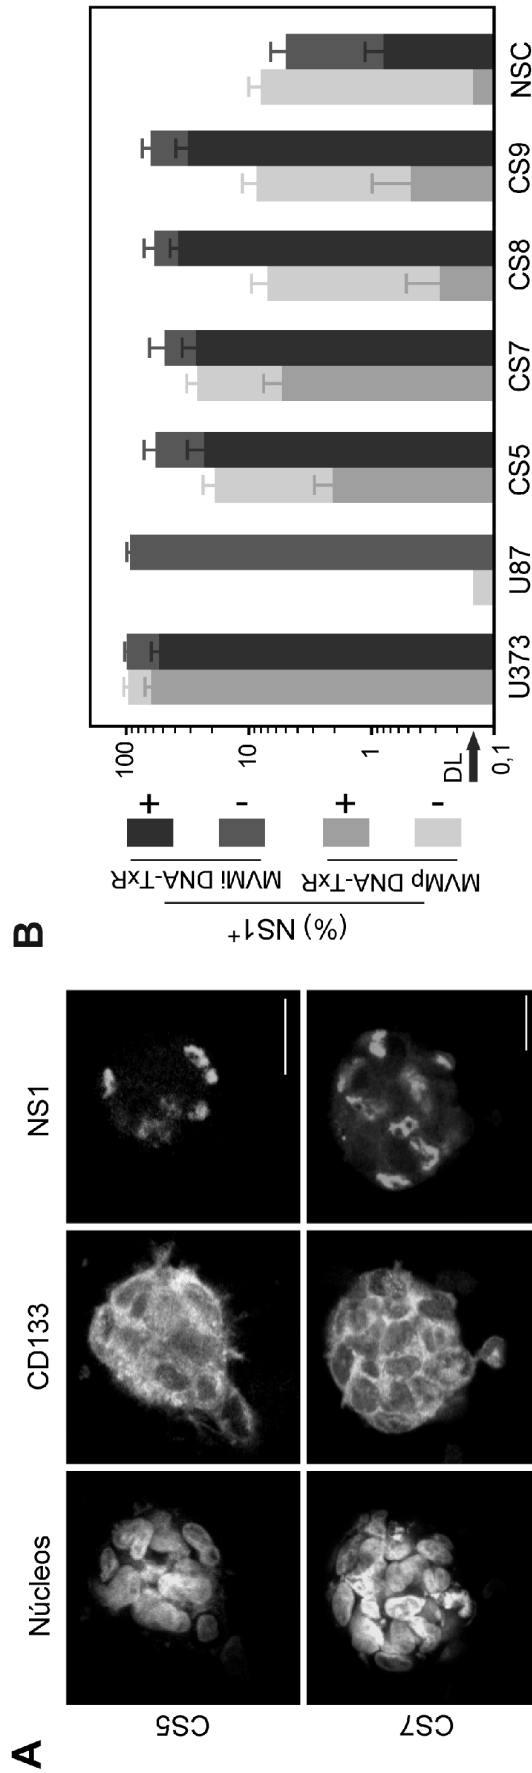 A
Núcleos
CD133
NS1
CS5
CS7
B
(%) NS1+
MVMp DNA-TxR
MVMi DNA-TxR
- + - +
100
10
1
0,1
DL
U373
U87
CS5
CS7
CS8
CS9
NSC